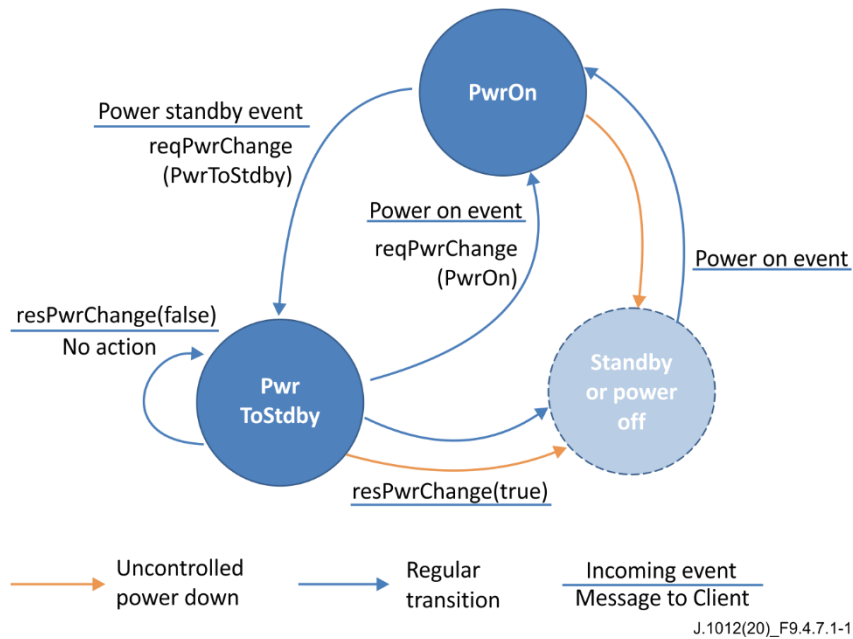 PwrOn
Power standby event
reqPwrChange
(PwrToStdby)
Power on event
reqPwrChange
(PwrOn)
Power on event
resPwrChange(false)
No action
Pwr
ToStdby
Standby
or power
off
resPwrChange(true)
Uncontrolled
power down
Regular
transition
Incoming event
Message to Client
J.1012(20)_F9.4.7.1-1